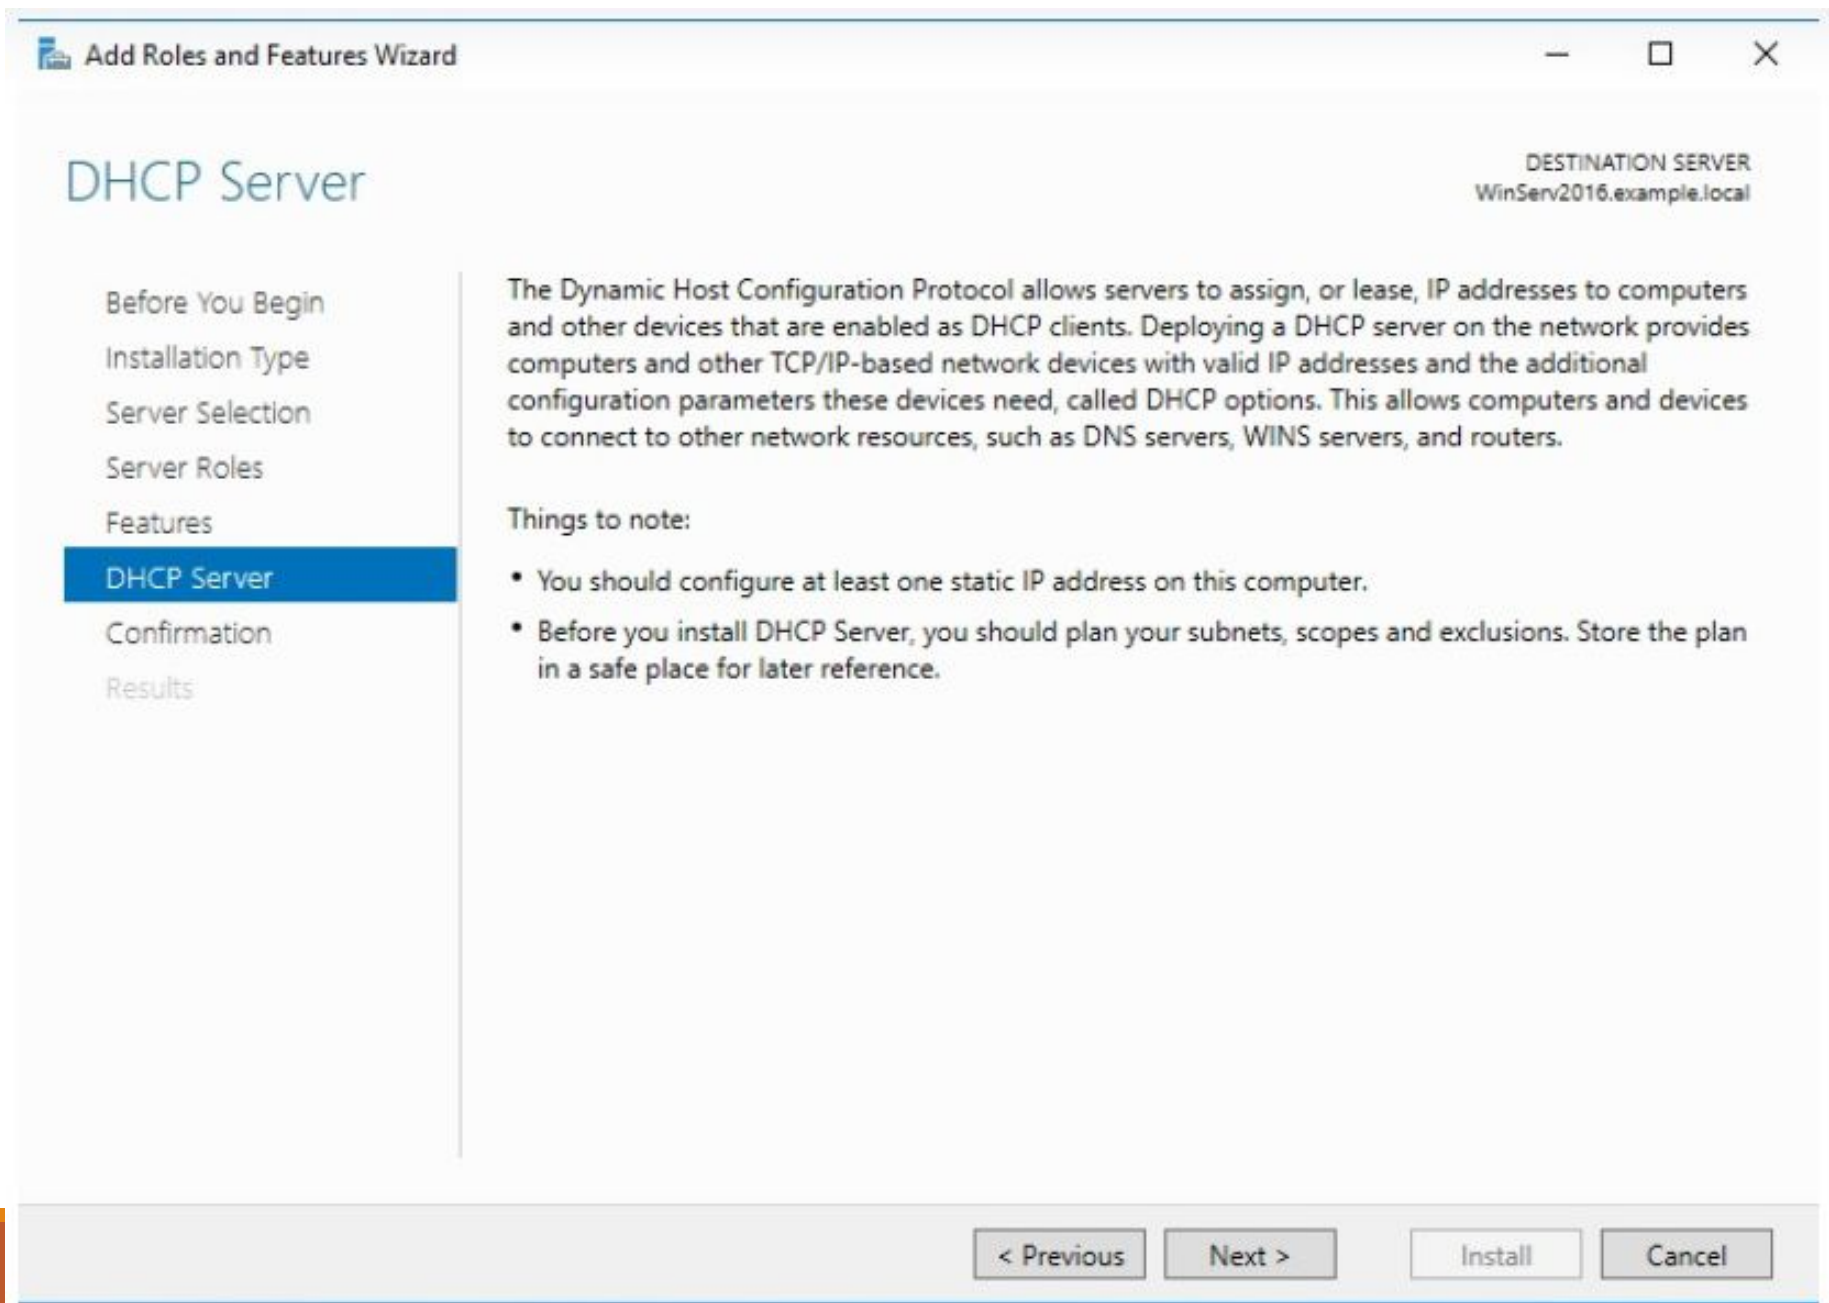 Add Roles and Features Wizard
DHCP Server
DESTINATION SERVER
WinServ2016.example.local
Before You Begin
Installation Type
Server Selection
Server Roles
Features
DHCP Server
Confirmation
Results
The Dynamic Host Configuration Protocol allows servers to assign, or lease, IP addresses to computers
and other devices that are enabled as DHCP clients. Deploying a DHCP server on the network provides
computers and other TCP/IP-based network devices with valid IP addresses and the additional
configuration parameters these devices need, called DHCP options. This allows computers and devices
to connect to other network resources, such as DNS servers, WINS servers, and routers.
Things to note:
• You should configure at least one static IP address on this computer.
• Before you install DHCP Server, you should plan your subnets, scopes and exclusions. Store the plan
in a safe place for later reference.
< Previous
Next >
Install
Cancel